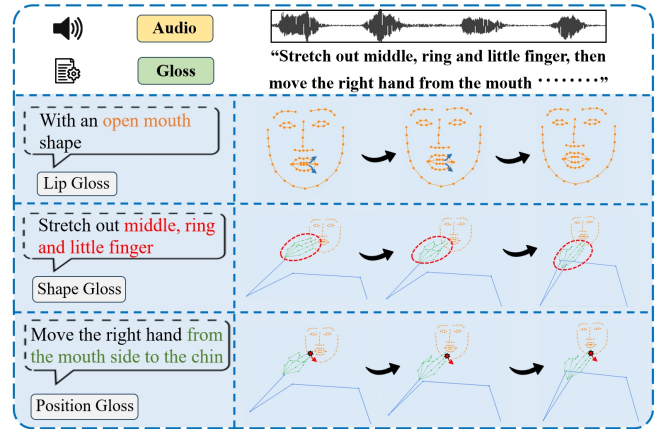 Audio
Gloss
“Stretch out middle, ring and little finger, then
move the right hand from the mouth ········”
With an open mouth
shape
Lip Gloss
Stretch out middle, ring
and little finger
Shape Gloss
Move the right hand from
the mouth side to the chin
Position Gloss